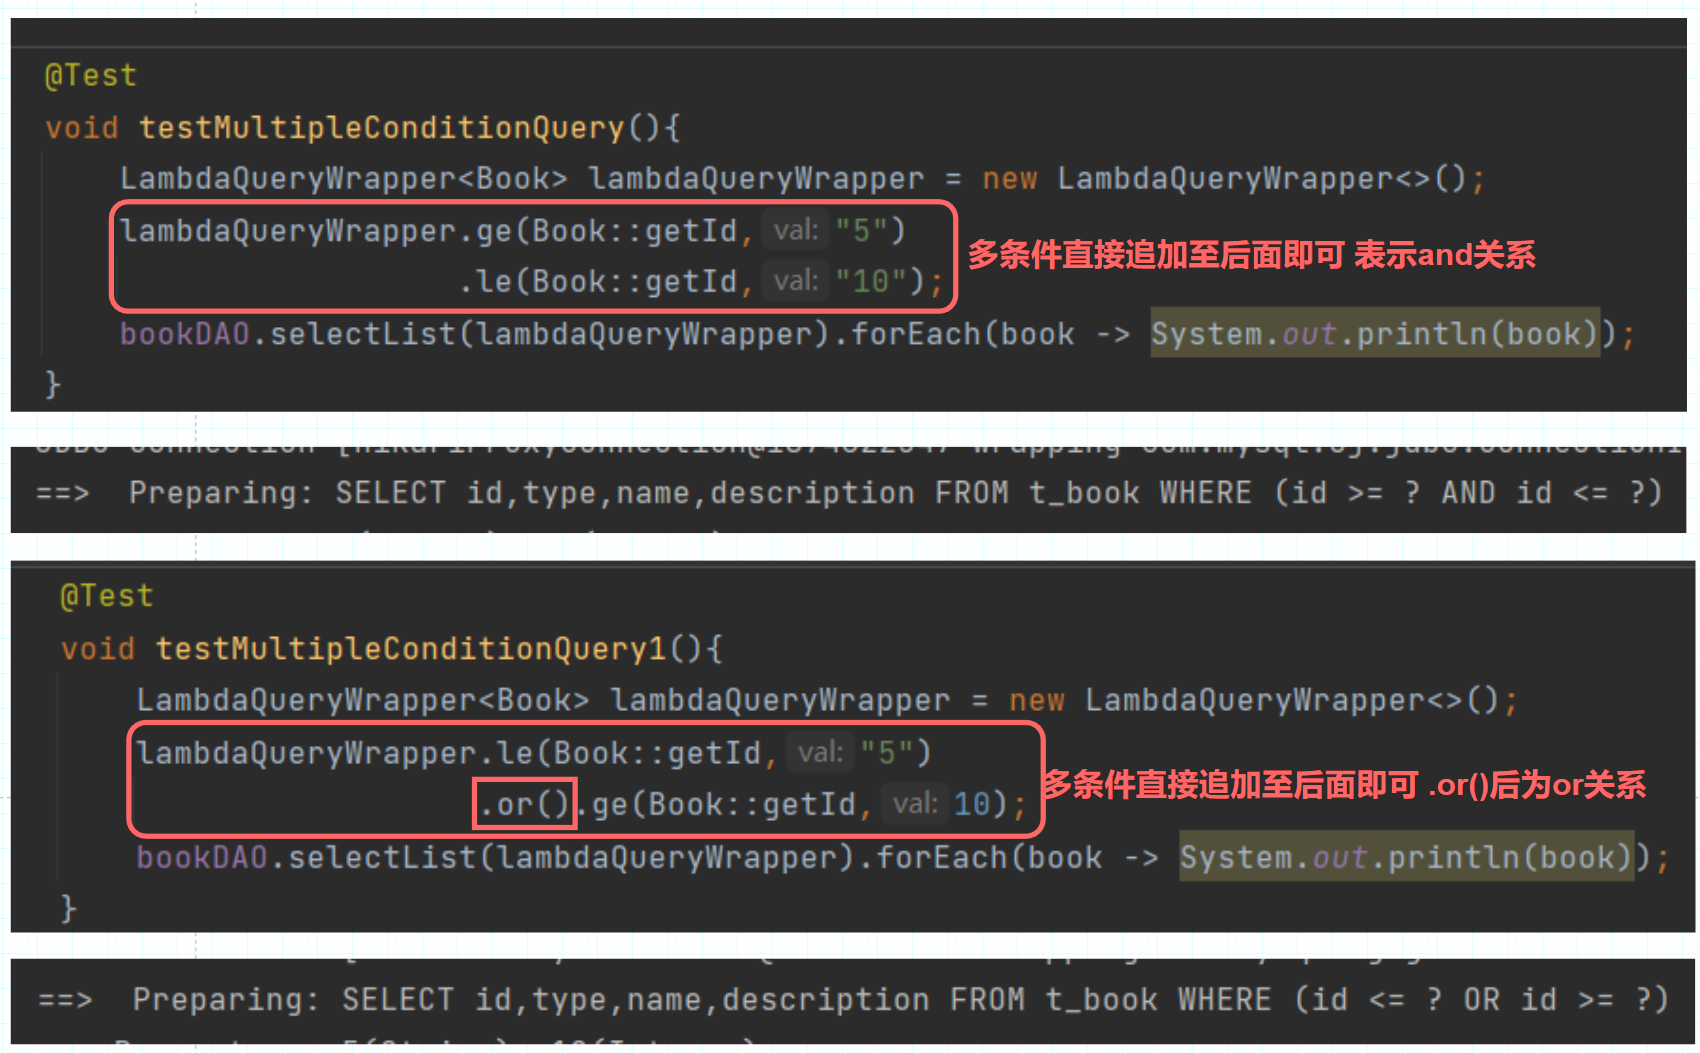 @Test
void testMultipleConditionQuery(){
LambdaQueryWrapper<Book> lambdaQueryWrapper = new LambdaQueryWrapper<>();
lambdaQueryWrapper.ge(Book::getId, val: "5")
.le(Book::getId, val: "10");
多条件直接追加至后面即可 表示and关系
bookDAO.selectList(lambdaQueryWrapper).forEach(book -> System.out.println(book));
}
==> Preparing: SELECT id,type,name,description FROM t_book WHERE (id >= ? AND id <= ?)
@Test
void testMultipleConditionQuery1(){
LambdaQueryWrapper<Book> lambdaQueryWrapper = new LambdaQueryWrapper<>();
lambdaQueryWrapper.le(Book::getId, val: "5")
.or().ge(Book::getId, val: 10);
多条件直接追加至后面即可 .or()后为or关系
bookDAO.selectList(lambdaQueryWrapper).forEach(book -> System.out.println(book));
}
==> Preparing: SELECT id,type,name,description FROM t_book WHERE (id <= ? OR id >= ?)